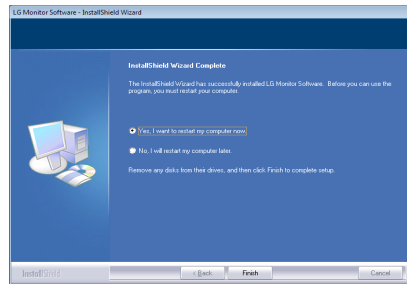 LG Monitor Software - InstallShield Wizard
InstallShield Wizard Complete
The InstallShield Wizard has successfully installed LG Monitor Software. Before you can use the
program, you must restart your computer.
Yes, I want to restart my computer now.
No, I will restart my computer later.
Remove any disks from their drives, and then click Finish to complete setup.
InstallShield
< Back
Finish
Cancel